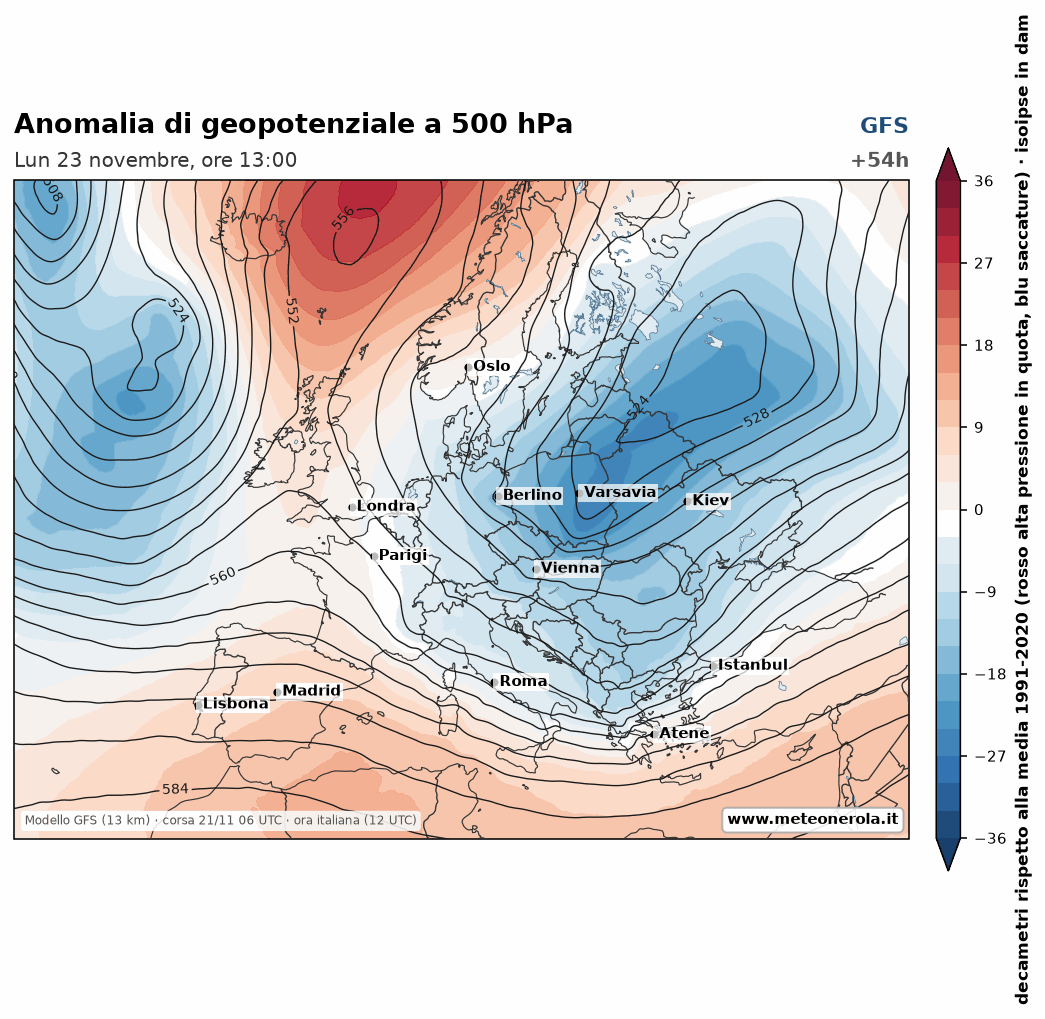 Anomalia di geopotenziale a 500 hPa
GFS
Lun 23 novembre, ore 13:00
+54h
508
556
524
552
Oslo
524
528
Berlino
Varsavia
Kiev
Londra
Parigi
Vienna
560
Istanbul
Roma
Madrid
Lisbona
Atene
584
Modello GFS (13 km) · corsa 21/11 06 UTC · ora italiana (12 UTC)
www.meteonerola.it
36
27
18
9
0
−9
−18
−27
−36
decametri rispetto alla media 1991-2020 (rosso alta pressione in quota, blu saccature) · isoipse in dam